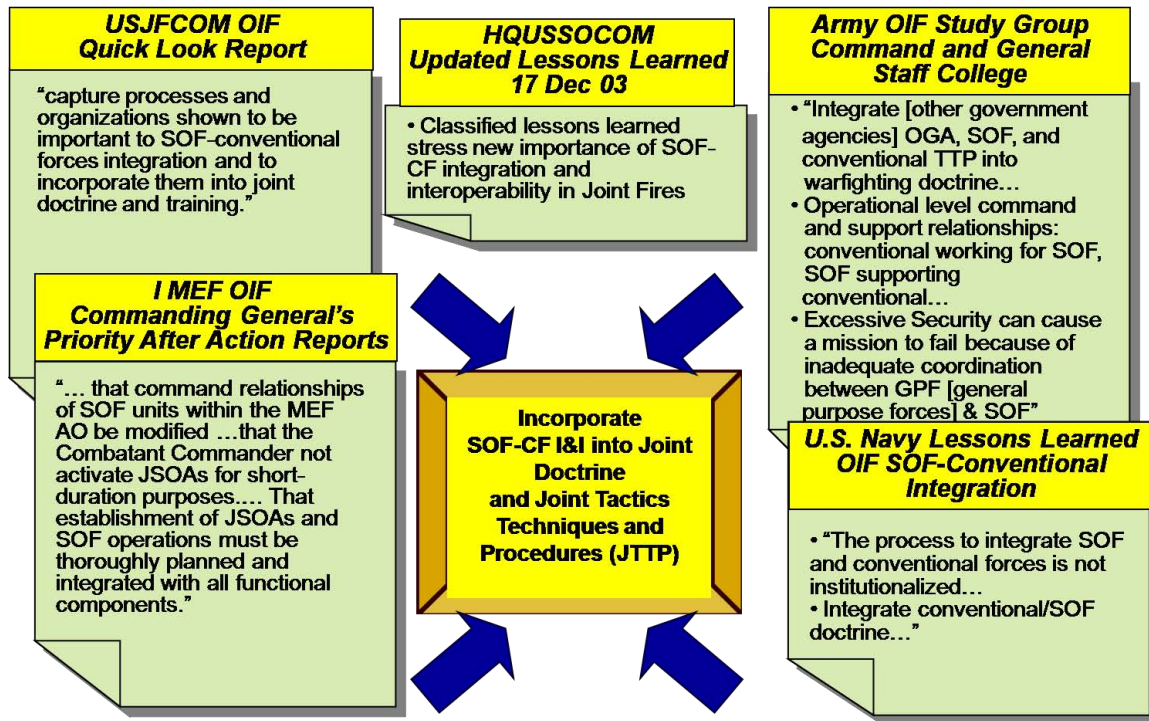 USJFCOM OIF
Quick Look Report
“capture processes and
organizations shown to be
important to SOF-conventional
forces integration and to
incorporate them into joint
doctrine and training.”
I MEF OIF
Commanding General’s
Priority After Action Reports
“… that command relationships
of SOF units within the MEF
AO be modified …that the
Combatant Commander not
activate JSOAs for short-
duration purposes…. That
establishment of JSOAs and
SOF operations must be
thoroughly planned and
integrated with all functional
components.”
HQUSSOCOM
Updated Lessons Learned
17 Dec 03
• Classified lessons learned
stress new importance of SOF-
CF integration and
interoperability in Joint Fires
Incorporate
SOF-CF I&I into Joint
Doctrine
and Joint Tactics
Techniques and
Procedures (JTTP)
Army OIF Study Group
Command and General
Staff College
• “Integrate [other government
agencies] OGA, SOF, and
conventional TTP into
warfighting doctrine…
• Operational level command
and support relationships:
conventional working for SOF,
SOF supporting
conventional…
• Excessive Security can cause
a mission to fail because of
inadequate coordination
between GPF [general
purpose forces] & SOF”
U.S. Navy Lessons Learned
OIF SOF-Conventional
Integration
• “The process to integrate SOF
and conventional forces is not
institutionalized…
• Integrate conventional/SOF
doctrine…”